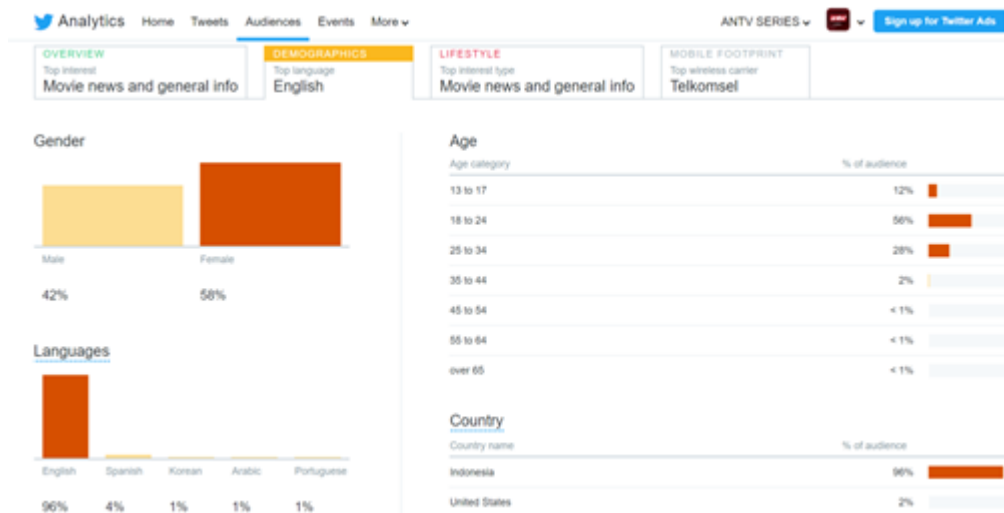 Analytics Home Tweets Audiences Events More ANTV SERIES Sign up for Twitter Ads
OVERVIEW
Top interest
Movie news and general info
DEMOGRAPHICS
Top language
English
LIFESTYLE
Top interest type
Movie news and general info
MOBILE FOOTPRINT
Top wireless carrier
Telkomsel
Gender
Male Female
42% 58%
Languages
English Spanish Korean Arabic Portuguese
96% 4% 1% 1% 1%
Age
Age category % of audience
13 to 17 12%
18 to 24 56%
25 to 34 28%
35 to 44 2%
45 to 54 < 1%
55 to 64 < 1%
over 65 < 1%
Country
Country name % of audience
Indonesia 96%
United States 2%